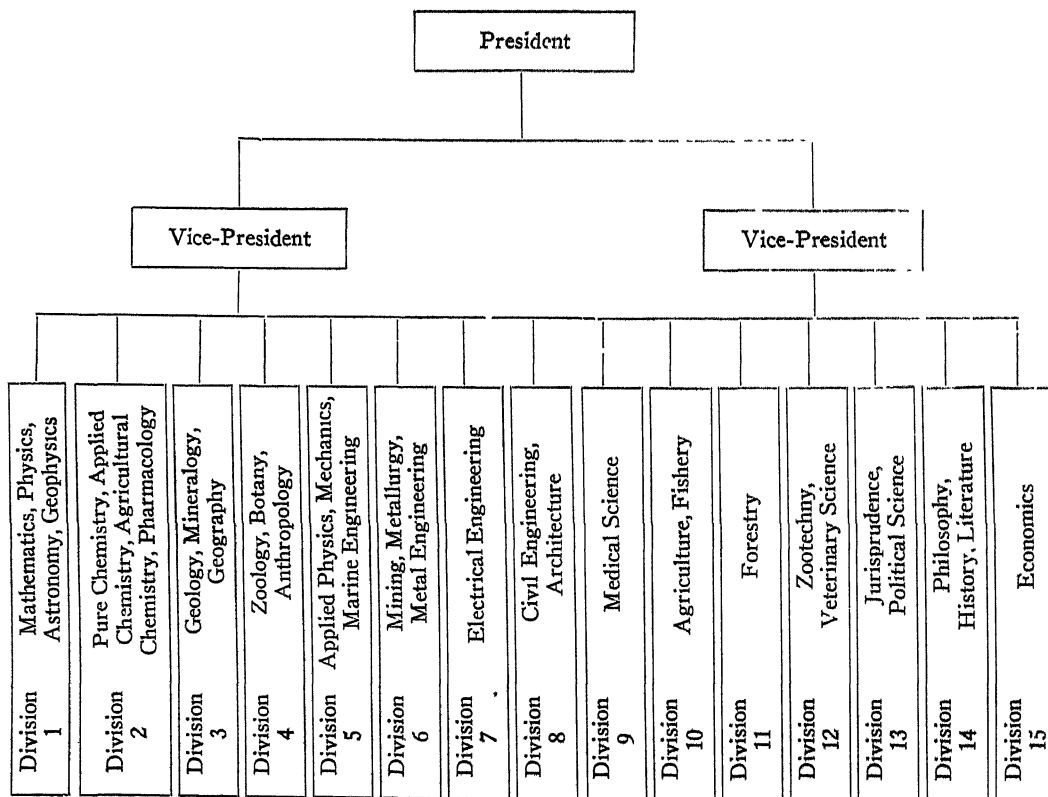 President
Vice-President
Vice-President
Division
1
Mathematics, Physics,
Astronomy, Geophysics
Division
2
Pure Chemistry, Applied
Chemistry, Agricultural
Chemistry, Pharmacology
Division
3
Geology, Mineralogy,
Geography
Division
4
Zoology, Botany,
Anthropology
Division
5
Applied Physics, Mechanics,
Marine Engineering
Division
6
Mining, Metallurgy,
Metal Engineering
Division
7
Electrical Engineering
Division
8
Civil Engineering,
Architecture
Division
9
Medical Science
Division
10
Agriculture, Fishery
Division
11
Forestry
Division
12
Zootechny,
Veterinary Science
Division
13
Jurisprudence,
Political Science
Division
14
Philosophy,
History, Literature
Division
15
Economics